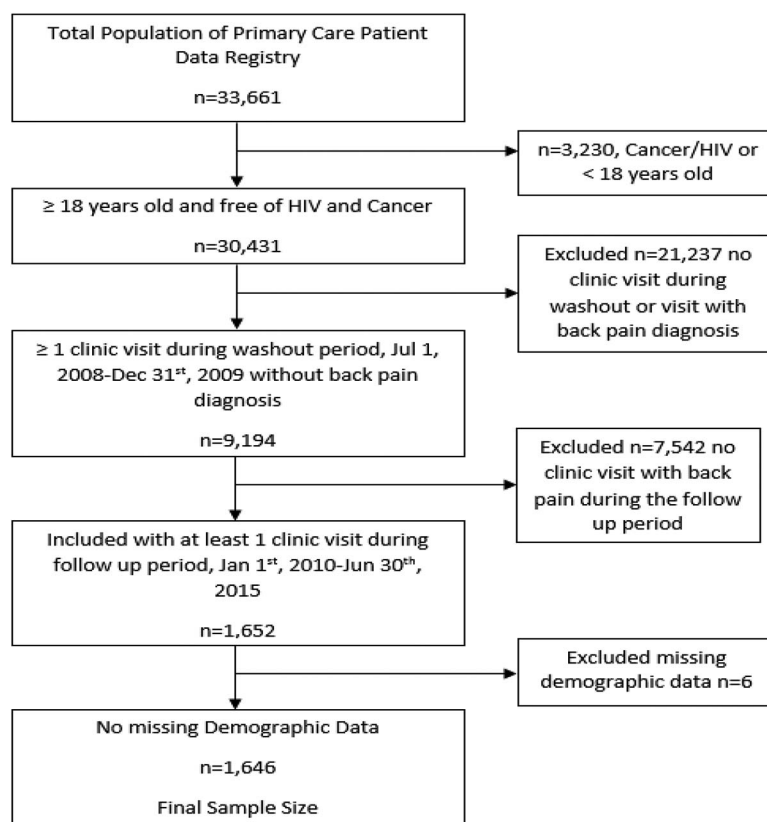 Total Population of Primary Care Patient
Data Registry
n=33,661
n=3,230, Cancer/HIV or
< 18 years old
≥ 18 years old and free of HIV and Cancer
n=30,431
Excluded n=21,237 no
clinic visit during
washout or visit with
back pain diagnosis
≥ 1 clinic visit during washout period, Jul 1,
2008-Dec 31st, 2009 without back pain
diagnosis
n=9,194
Excluded n=7,542 no
clinic visit with back
pain during the follow
up period
Included with at least 1 clinic visit during
follow up period, Jan 1st, 2010-Jun 30th,
2015
n=1,652
Excluded missing
demographic data n=6
No missing Demographic Data
n=1,646
Final Sample Size